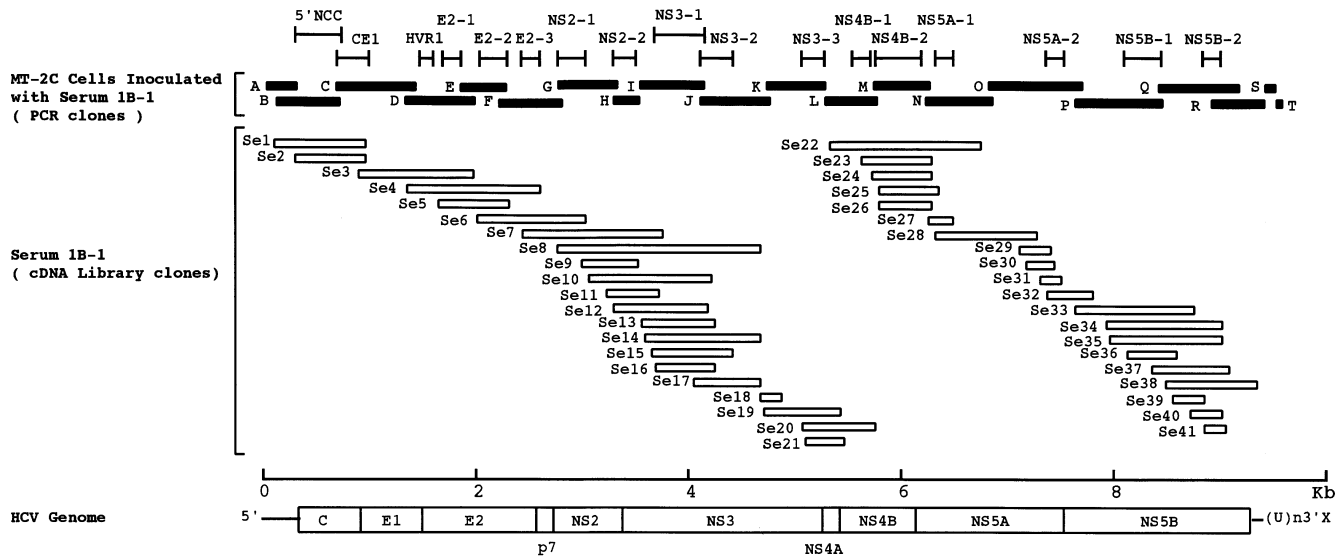 5'NCC
CE1
HVR1
E2-1
E2-2
E2-3
NS2-1
NS2-2
NS3-1
NS3-2
NS3-3
NS4B-1
NS4B-2
NS5A-1
NS5A-2
NS5B-1
NS5B-2
MT-2C Cells Inoculated
with Serum 1B-1
( PCR clones )
A
B
C
D
E
F
G
H
I
J
K
L
M
N
O
P
Q
R
S
T
Serum 1B-1
( cDNA Library clones)
Se1
Se2
Se3
Se4
Se5
Se6
Se7
Se8
Se9
Se10
Se11
Se12
Se13
Se14
Se15
Se16
Se17
Se18
Se19
Se20
Se21
Se22
Se23
Se24
Se25
Se26
Se27
Se28
Se29
Se30
Se31
Se32
Se33
Se34
Se35
Se36
Se37
Se38
Se39
Se40
Se41
0 2 4 6 8 Kb
HCV Genome
5' C E1 E2 NS2 NS3 NS4B NS5A NS5B (U)n3'X
p7 NS4A